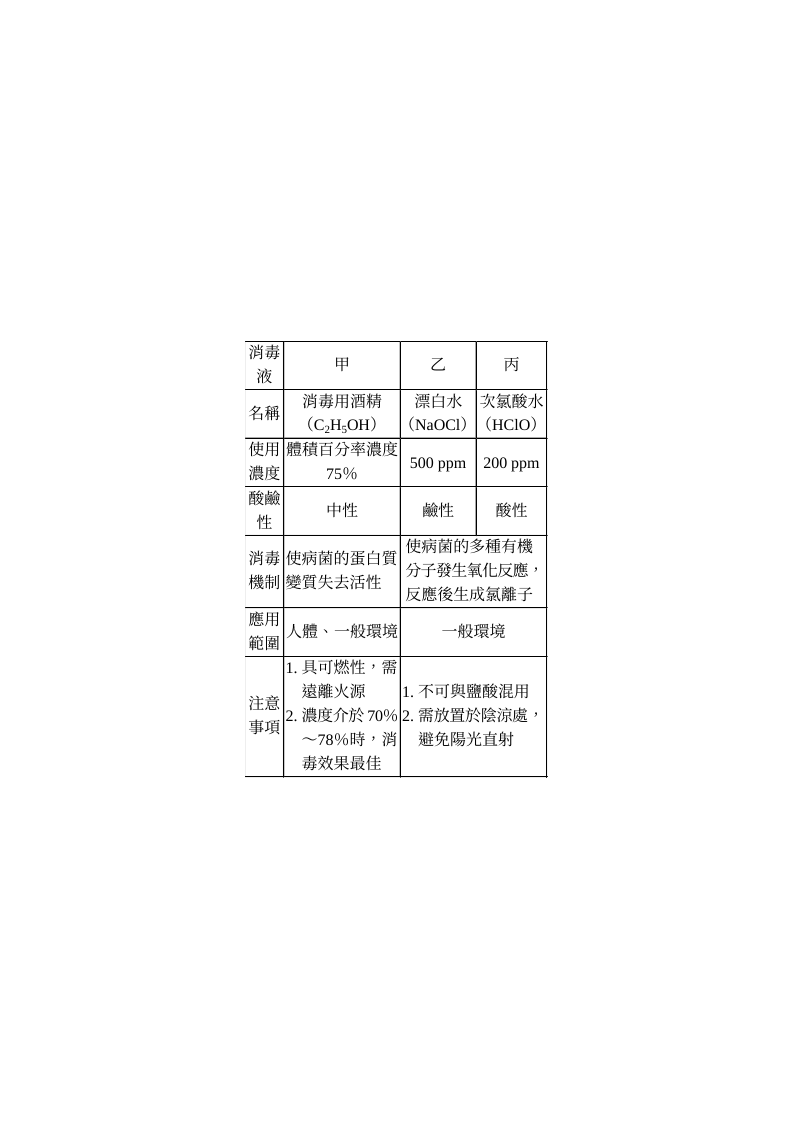 消毒
液
甲
乙
丙
名稱
消毒用酒精
（C₂H₅OH）
漂白水
（NaOCl）
次氯酸水
（HClO）
使用
濃度
體積百分率濃度
75％
500 ppm
200 ppm
酸鹼
性
中性
鹼性
酸性
消毒
機制
使病菌的蛋白質
變質失去活性
使病菌的多種有機
分子發生氧化反應，
反應後生成氯離子
應用
範圍
人體、一般環境
一般環境
注意
事項
1. 具可燃性，需
遠離火源
2. 濃度介於 70％
～78％時，消
毒效果最佳
1. 不可與鹽酸混用
2. 需放置於陰涼處，
避免陽光直射